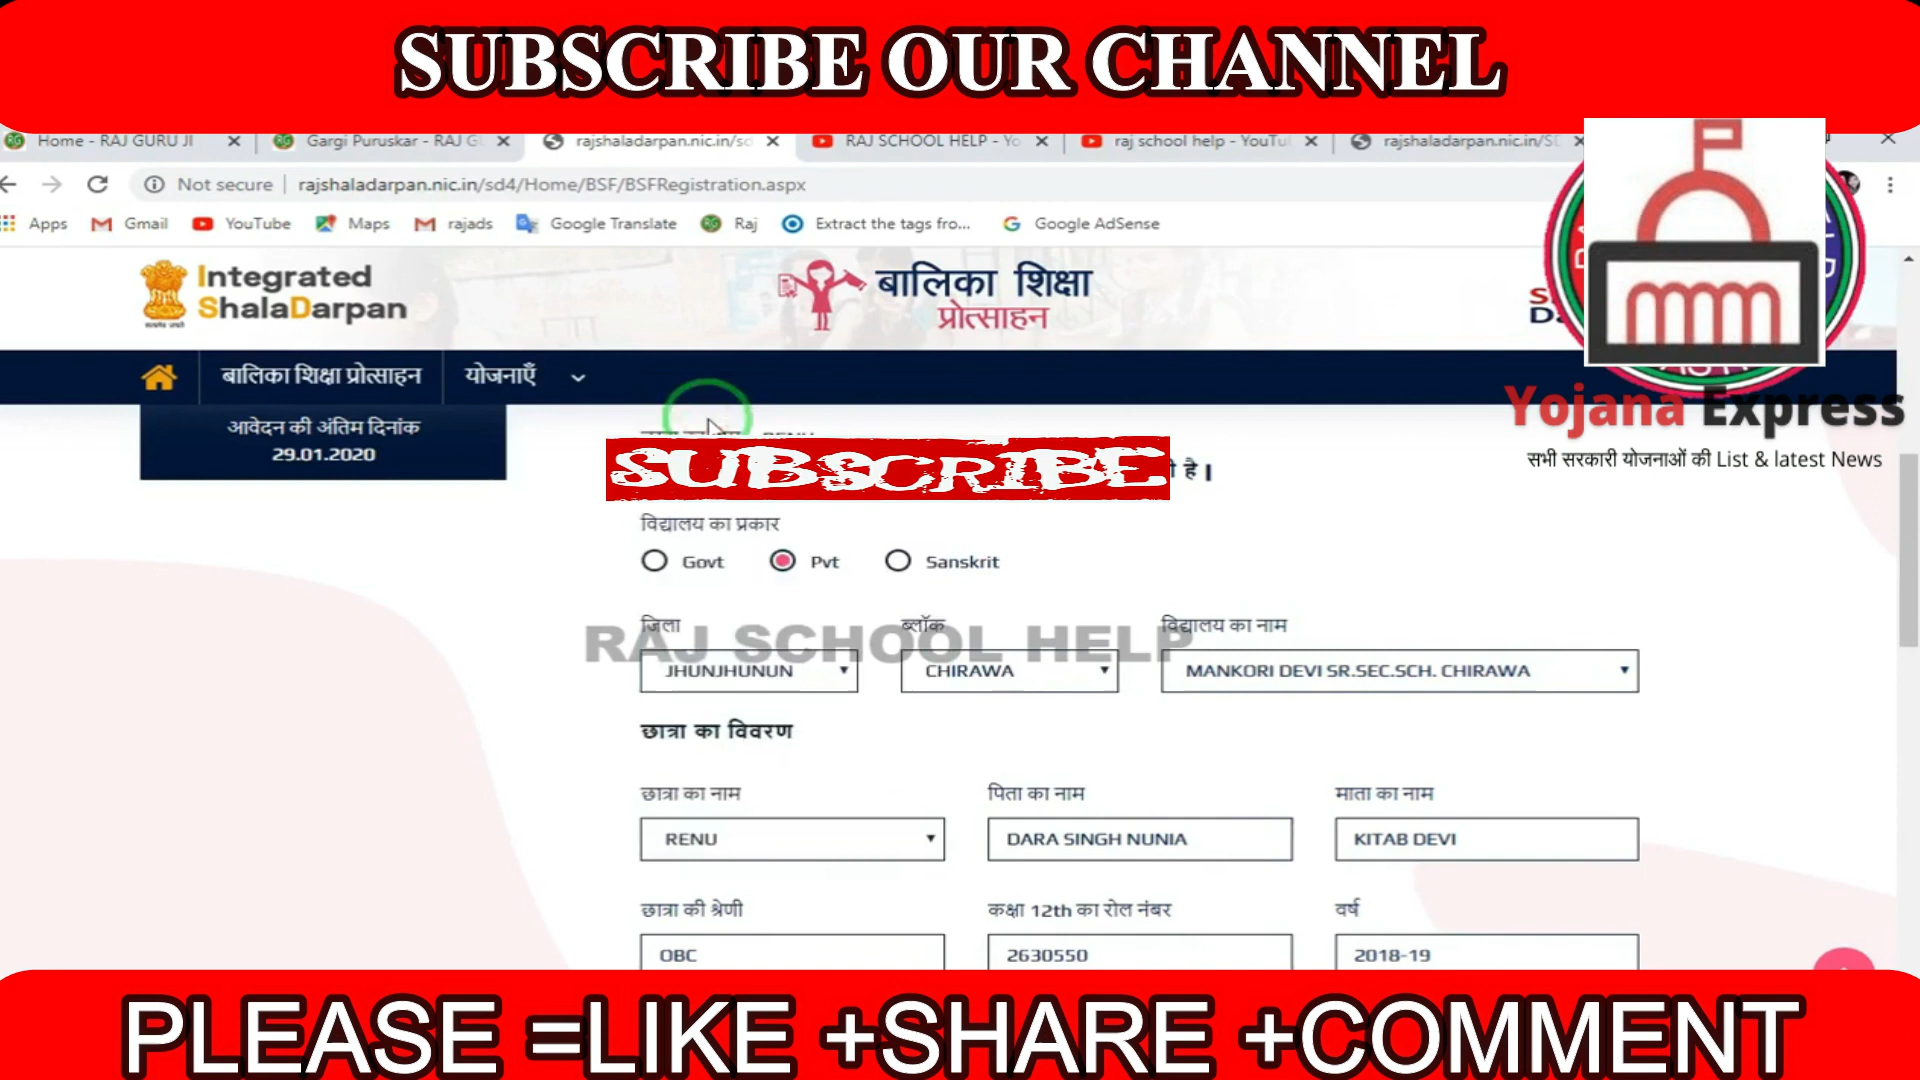 SUBSCRIBE OUR CHANNEL
Home - RAJ GURU JI
Gargi Puruskar - RAJ G
rajshaladarpan.nic.in/sd
RAJ SCHOOL HELP - Yo
raj school help - YouTu
rajshaladarpan.nic.in/SD
Not secure | rajshaladarpan.nic.in/sd4/Home/BSF/BSFRegistration.aspx
Apps Gmail YouTube Maps rajads Google Translate Raj Extract the tags fro... Google AdSense
Integrated
ShalaDarpan
बालिका शिक्षा
प्रोत्साहन
बालिका शिक्षा प्रोत्साहन योजनाएँ
Yojana Express
सभी सरकारी योजनाओं की List & latest News
आवेदन की अंतिम दिनांक
29.01.2020
SUBSCRIBE
है।
विद्यालय का प्रकार
Govt Pvt Sanskrit
RAJ SCHOOL HELP
जिला ब्लॉक विद्यालय का नाम
JHUNJHUNUN CHIRAWA MANKORI DEVI SR.SEC.SCH. CHIRAWA
छात्रा का विवरण
छात्रा का नाम पिता का नाम माता का नाम
RENU DARA SINGH NUNIA KITAB DEVI
छात्रा की श्रेणी कक्षा 12th का रोल नंबर वर्ष
OBC 2630550 2018-19
PLEASE =LIKE +SHARE +COMMENT